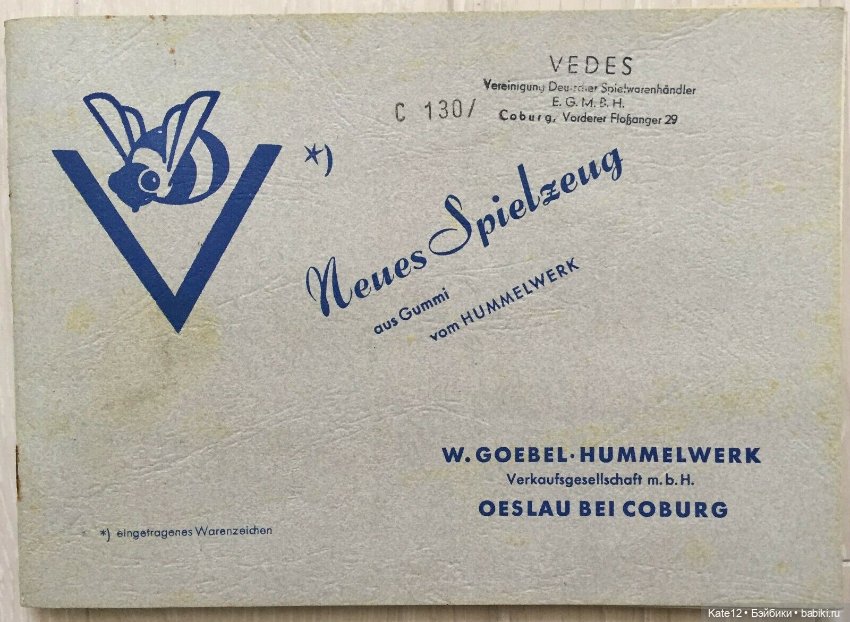 VEDES
Vereinigung Deutscher Spielwarenhändler
E. G. M. B. H.
Coburg, Vorderer Floßanger 29
C 130/
*)
Neues Spielzeug
aus Gummi
vom HUMMELWERK
W. GOEBEL · HUMMELWERK
Verkaufsgesellschaft m. b. H.
OESLAU BEI COBURG
*) eingetragenes Warenzeichen
Kate12 • Бэйбики • babiki.ru